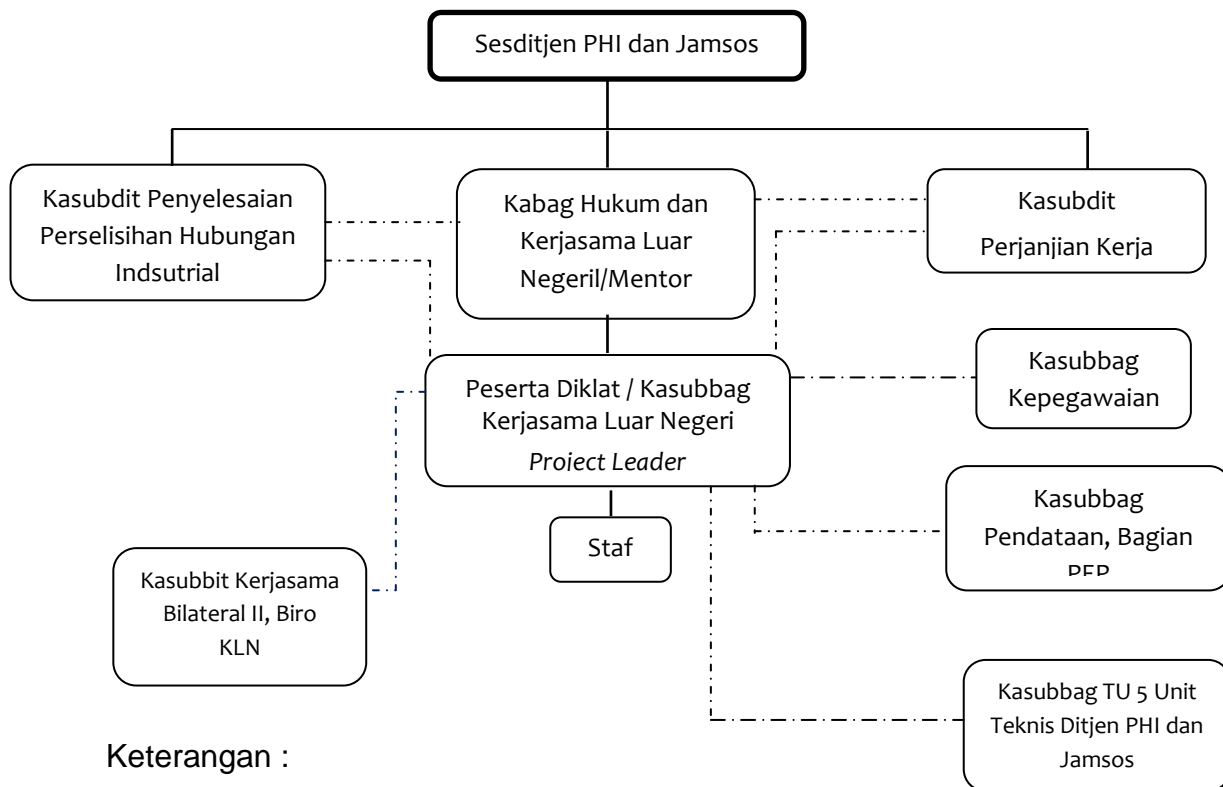 Sesditjen PHI dan Jamsos
Kasubdit Penyelesaian
Perselisihan Hubungan
Indsutrial
Kabag Hukum dan
Kerjasama Luar
Negeril/Mentor
Kasubdit
Perjanjian Kerja
Peserta Diklat / Kasubbag
Kerjasama Luar Negeri
Project Leader
Kasubbag
Kepegawaian
Kasubbag
Pendataan, Bagian
Staf
Kasubbit Kerjasama
Bilateral II, Biro
KLN
Kasubbag TU 5 Unit
Teknis Ditjen PHI dan
Jamsos
Keterangan :